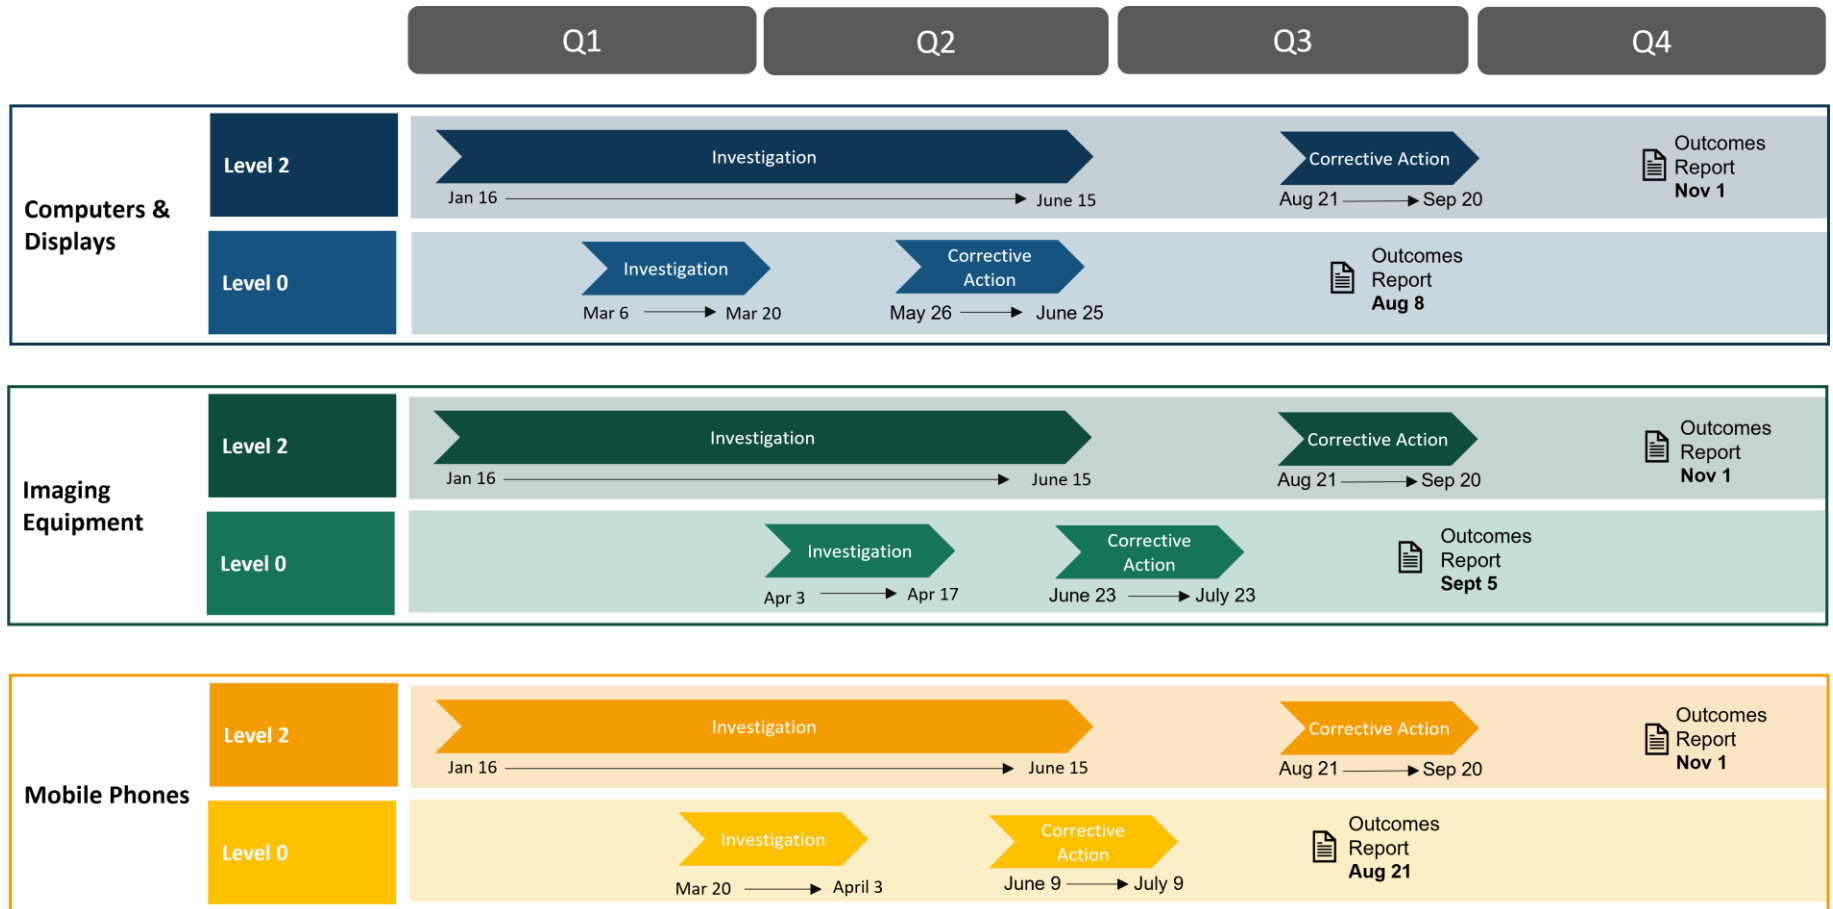 Q1
Q2
Q3
Q4
Computers &
Displays
Level 2
Investigation
Jan 16
June 15
Corrective Action
Aug 21
Sep 20
Outcomes
Report
Nov 1
Level 0
Investigation
Mar 6
Mar 20
Corrective
Action
May 26
June 25
Outcomes
Report
Aug 8
Imaging
Equipment
Level 2
Investigation
Jan 16
June 15
Corrective Action
Aug 21
Sep 20
Outcomes
Report
Nov 1
Level 0
Investigation
Apr 3
Apr 17
Corrective
Action
June 23
July 23
Outcomes
Report
Sept 5
Mobile Phones
Level 2
Investigation
Jan 16
June 15
Corrective Action
Aug 21
Sep 20
Outcomes
Report
Nov 1
Level 0
Investigation
Mar 20
April 3
Corrective
Action
June 9
July 9
Outcomes
Report
Aug 21